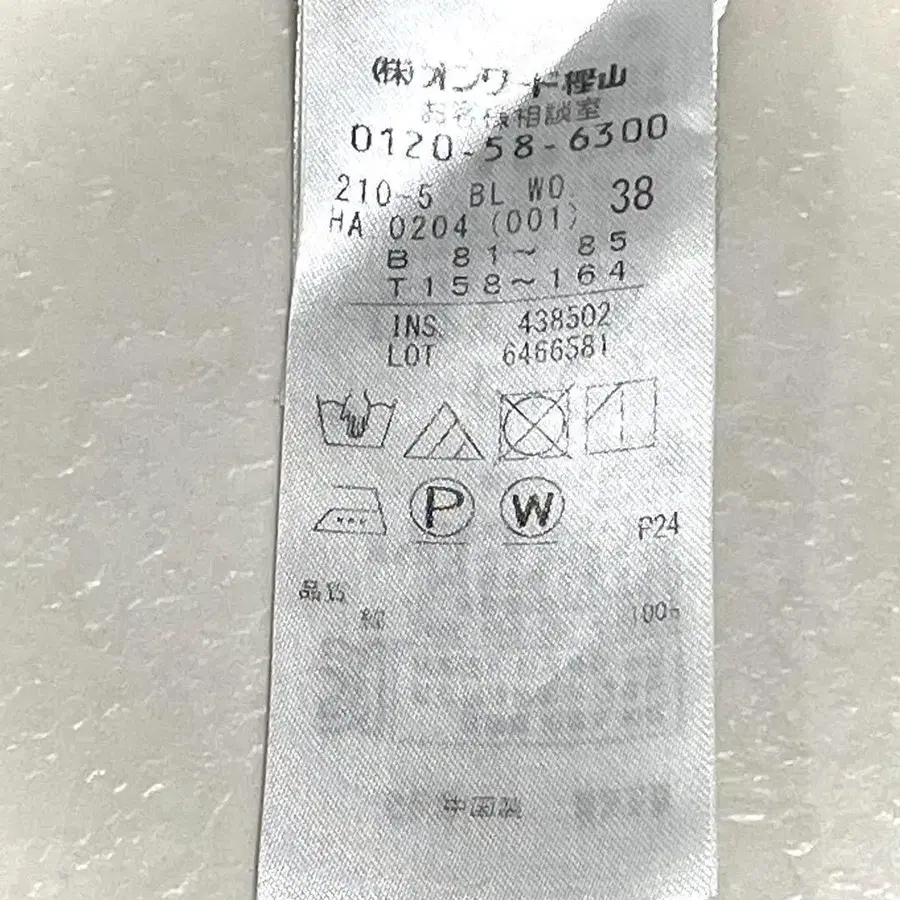 (株)オンワード樫山
お客様相談室
0120-58-6300
210-5 BL WO 38
HA 0204 (001)
B 81~ 85
T158~164
INS. 438502
LOT 6466581
P
W
P24
品質
綿 100%
中国製